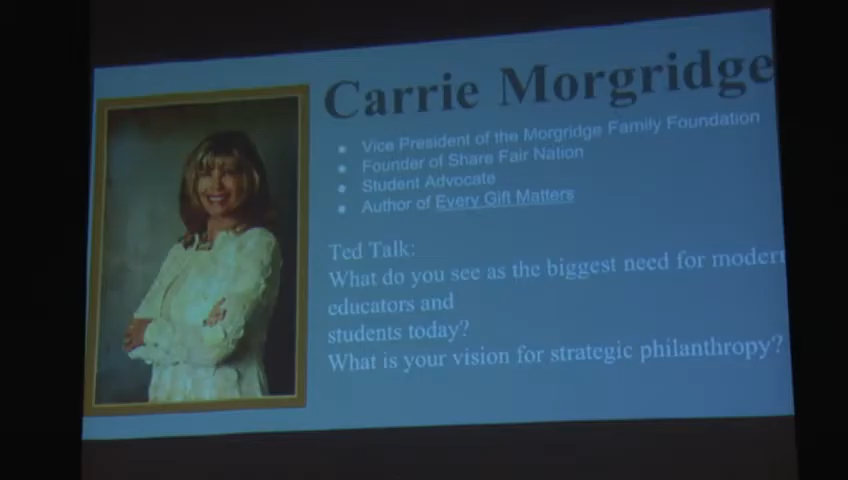 Carrie Morgridge
Vice President of the Morgridge Family Foundation
Founder of Share Fair Nation
Student Advocate
Author of Every Gift Matters
Ted Talk:
What do you see as the biggest need for modern
educators and
students today?
What is your vision for strategic philanthropy?